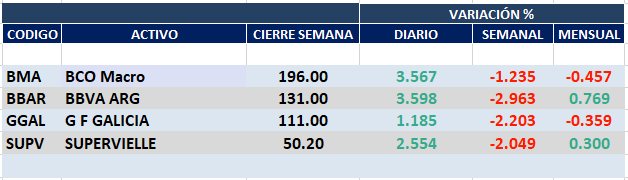 VARIACIÓN %
CODIGO ACTIVO CIERRE SEMANA DIARIO SEMANAL MENSUAL
BMA BCO Macro 196.00 3.567 -1.235 -0.457
BBAR BBVA ARG 131.00 3.598 -2.963 0.769
GGAL G F GALICIA 111.00 1.185 -2.203 -0.359
SUPV SUPERVIELLE 50.20 2.554 -2.049 0.300